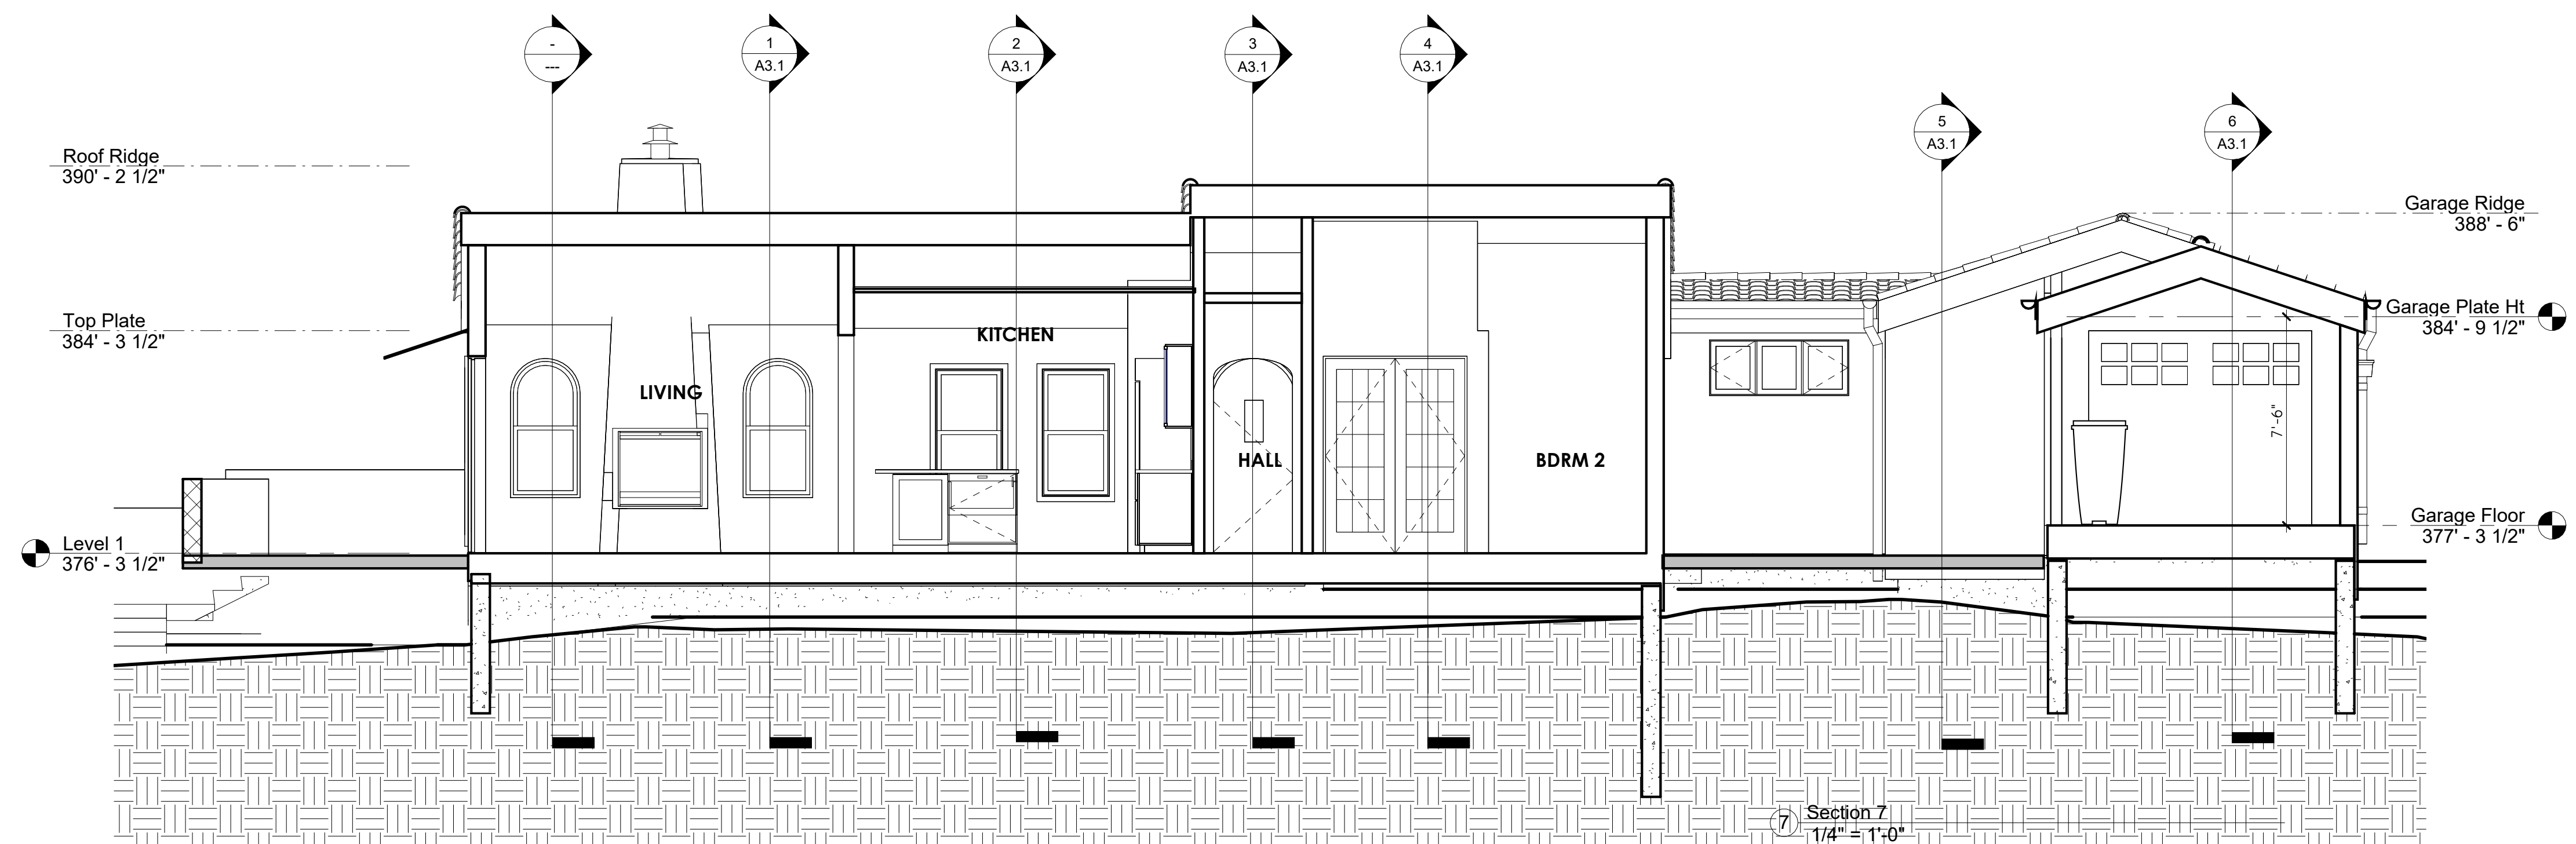 -
---
1
A3.1
2
A3.1
3
A3.1
4
A3.1
5
A3.1
6
A3.1
Roof Ridge
390' - 2 1/2"
Garage Ridge
388' - 6"
Top Plate
384' - 3 1/2"
Garage Plate Ht
384' - 9 1/2"
KITCHEN
LIVING
HALL
BDRM 2
7'-6"
Level 1
376' - 3 1/2"
Garage Floor
377' - 3 1/2"
7
Section 7
1/4" = 1'-0"